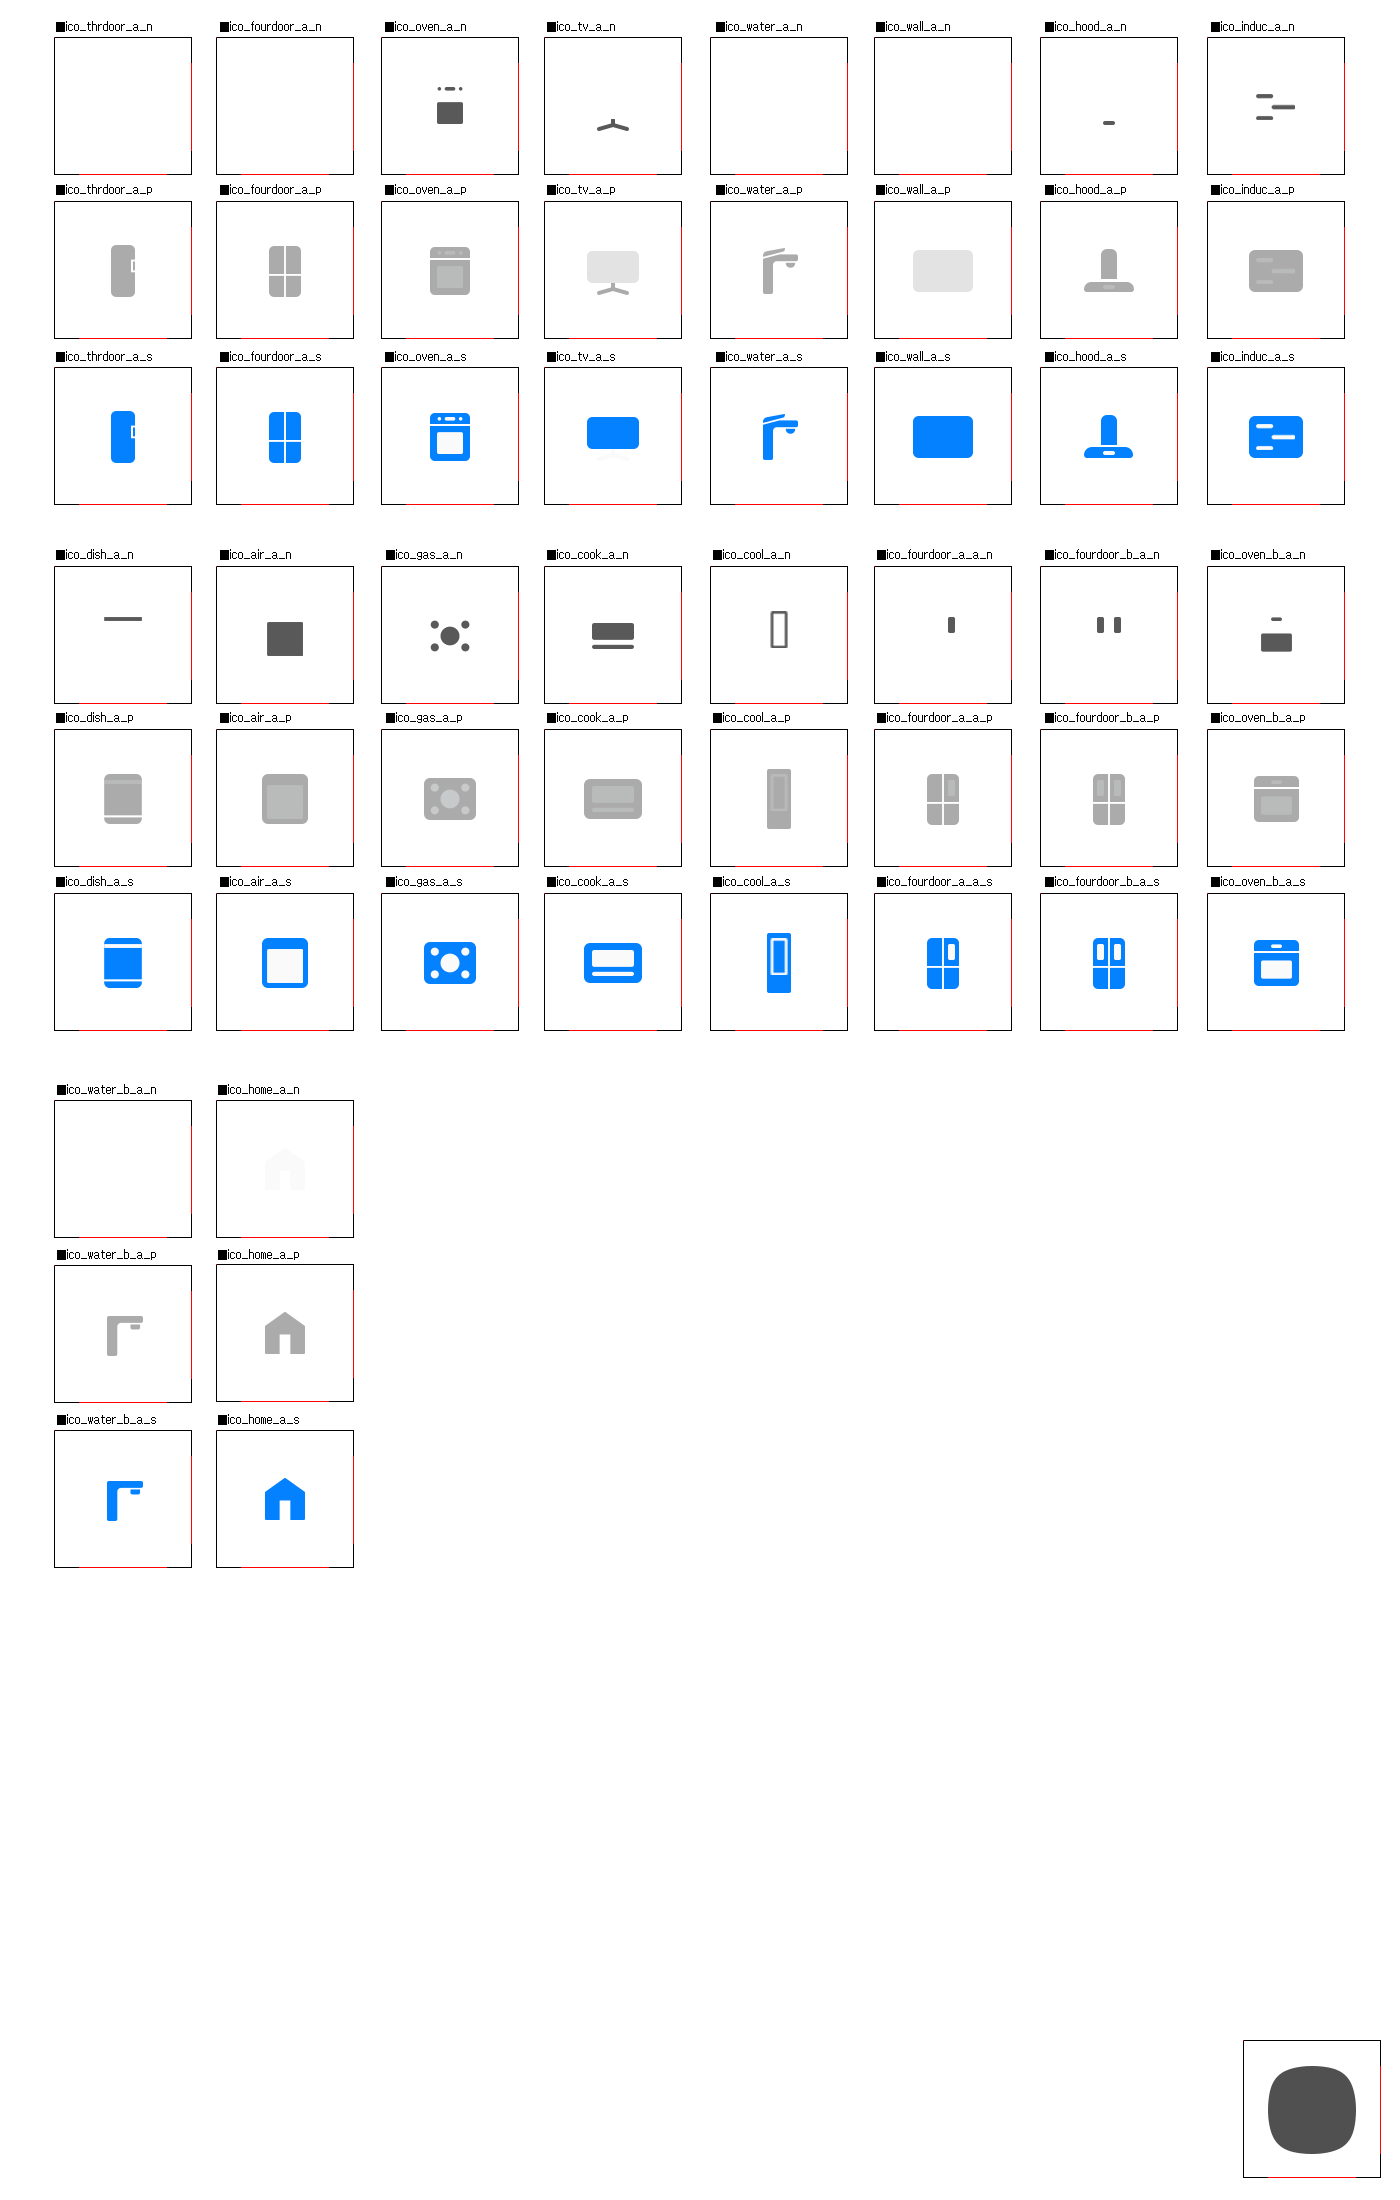 ■ico_thrdoor_a_n ■ico_fourdoor_a_n ■ico_oven_a_n ■ico_tv_a_n ■ico_water_a_n ■ico_wall_a_n ■ico_hood_a_n ■ico_induc_a_n
■ico_thrdoor_a_p ■ico_fourdoor_a_p ■ico_oven_a_p ■ico_tv_a_p ■ico_water_a_p ■ico_wall_a_p ■ico_hood_a_p ■ico_induc_a_p
■ico_thrdoor_a_s ■ico_fourdoor_a_s ■ico_oven_a_s ■ico_tv_a_s ■ico_water_a_s ■ico_wall_a_s ■ico_hood_a_s ■ico_induc_a_s
■ico_dish_a_n ■ico_air_a_n ■ico_gas_a_n ■ico_cook_a_n ■ico_cool_a_n ■ico_fourdoor_a_a_n ■ico_fourdoor_b_a_n ■ico_oven_b_a_n
■ico_dish_a_p ■ico_air_a_p ■ico_gas_a_p ■ico_cook_a_p ■ico_cool_a_p ■ico_fourdoor_a_a_p ■ico_fourdoor_b_a_p ■ico_oven_b_a_p
■ico_dish_a_s ■ico_air_a_s ■ico_gas_a_s ■ico_cook_a_s ■ico_cool_a_s ■ico_fourdoor_a_a_s ■ico_fourdoor_b_a_s ■ico_oven_b_a_s
■ico_water_b_a_n ■ico_home_a_n
■ico_water_b_a_p ■ico_home_a_p
■ico_water_b_a_s ■ico_home_a_s